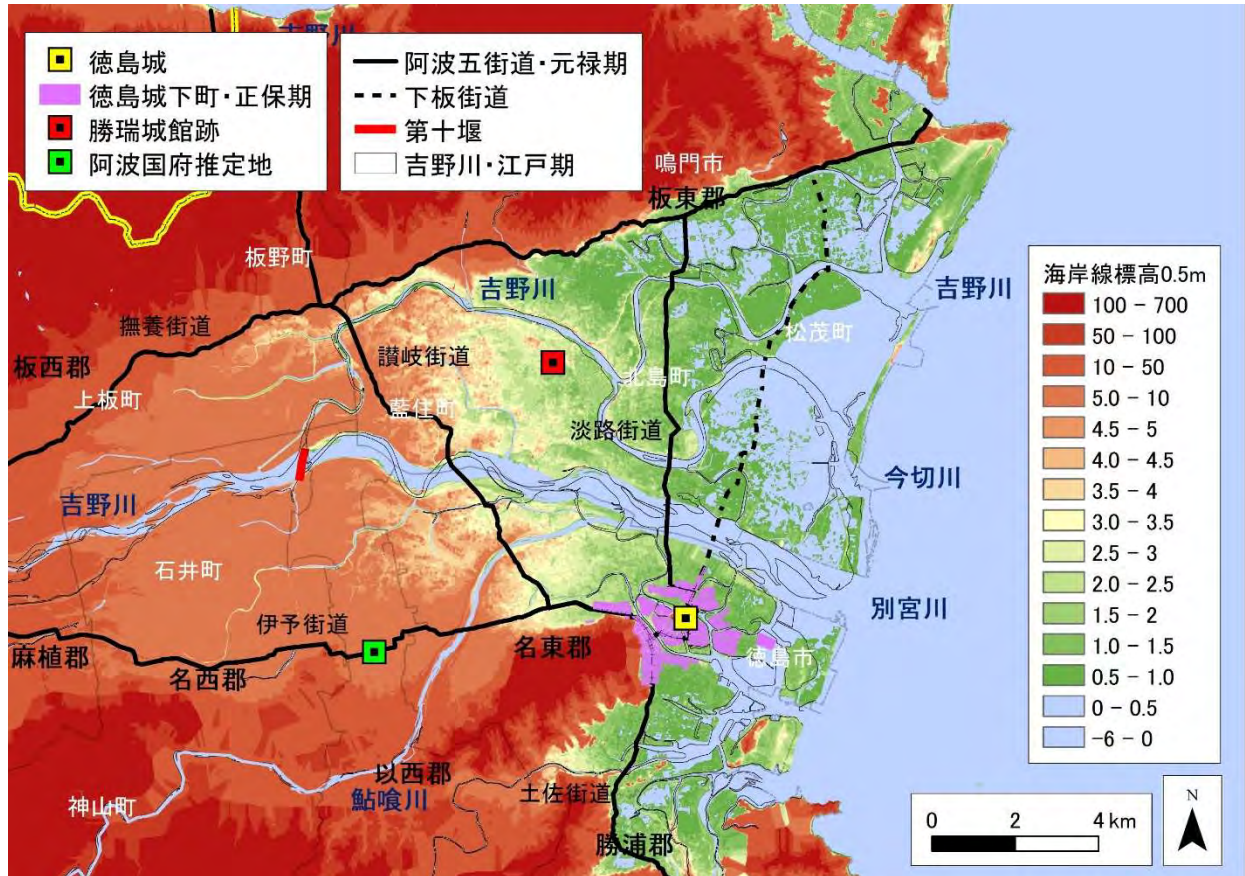 吉野川
徳島城
徳島城下町・正保期
勝瑞城館跡
阿波国府推定地
阿波五街道・元禄期
下板街道
第十堰
吉野川・江戸期
鳴門市
板東郡
板野町
吉野川
吉野川
撫養街道
讃岐街道
松茂町
板西郡
上板町
北島町
藍住町
淡路街道
今切川
吉野川
石井町
別宮川
伊予街道
名東郡
徳島市
麻植郡
名西郡
以西郡
鮎喰川
土佐街道
神山町
勝浦郡
海岸線標高0.5m
100 - 700
50 - 100
10 - 50
5.0 - 10
4.5 - 5
4.0 - 4.5
3.5 - 4
3.0 - 3.5
2.5 - 3
2.0 - 2.5
1.5 - 2
1.0 - 1.5
0.5 - 1.0
0 - 0.5
-6 - 0
0 2 4 km
N